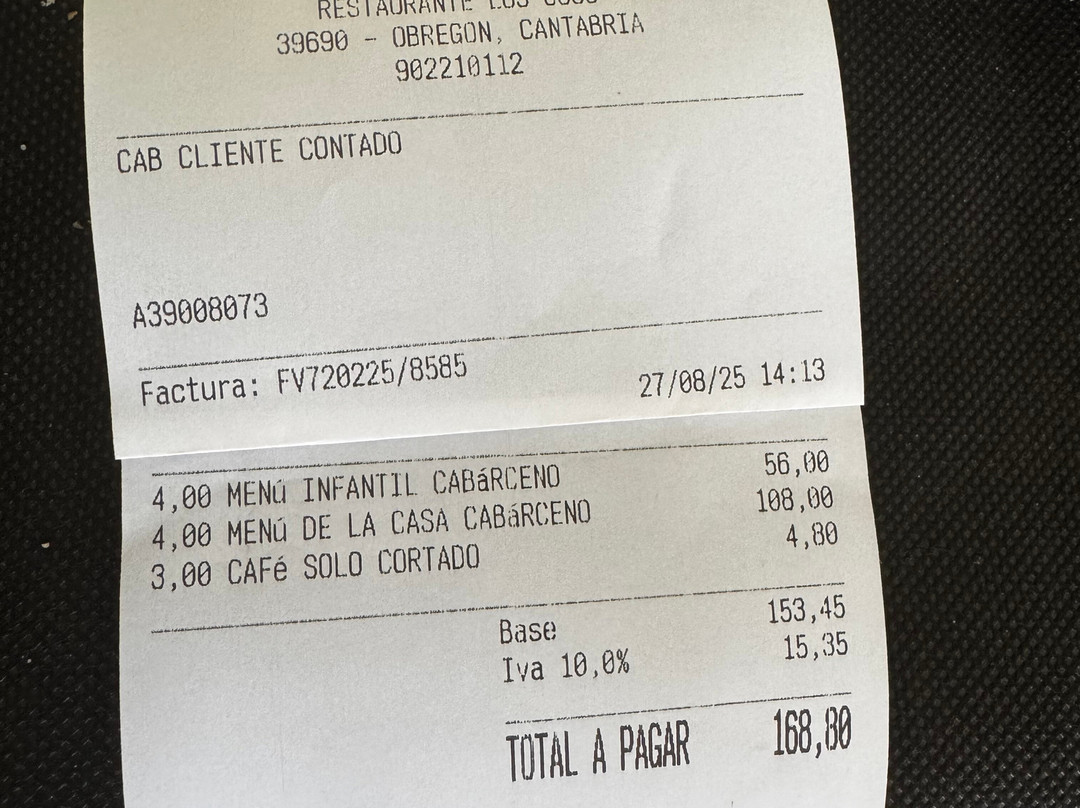 RESTAURANTE LOS
39690 - OBREGON, CANTABRIA
902210112
CAB CLIENTE CONTADO
A39008073
Factura: FV720225/8585 27/08/25 14:13
4,00 MENú INFANTIL CABáRCENO 56,00
4,00 MENú DE LA CASA CABáRCENO 108,00
3,00 CAFé SOLO CORTADO 4,80
Base 153,45
Iva 10,0% 15,35
TOTAL A PAGAR 168,80